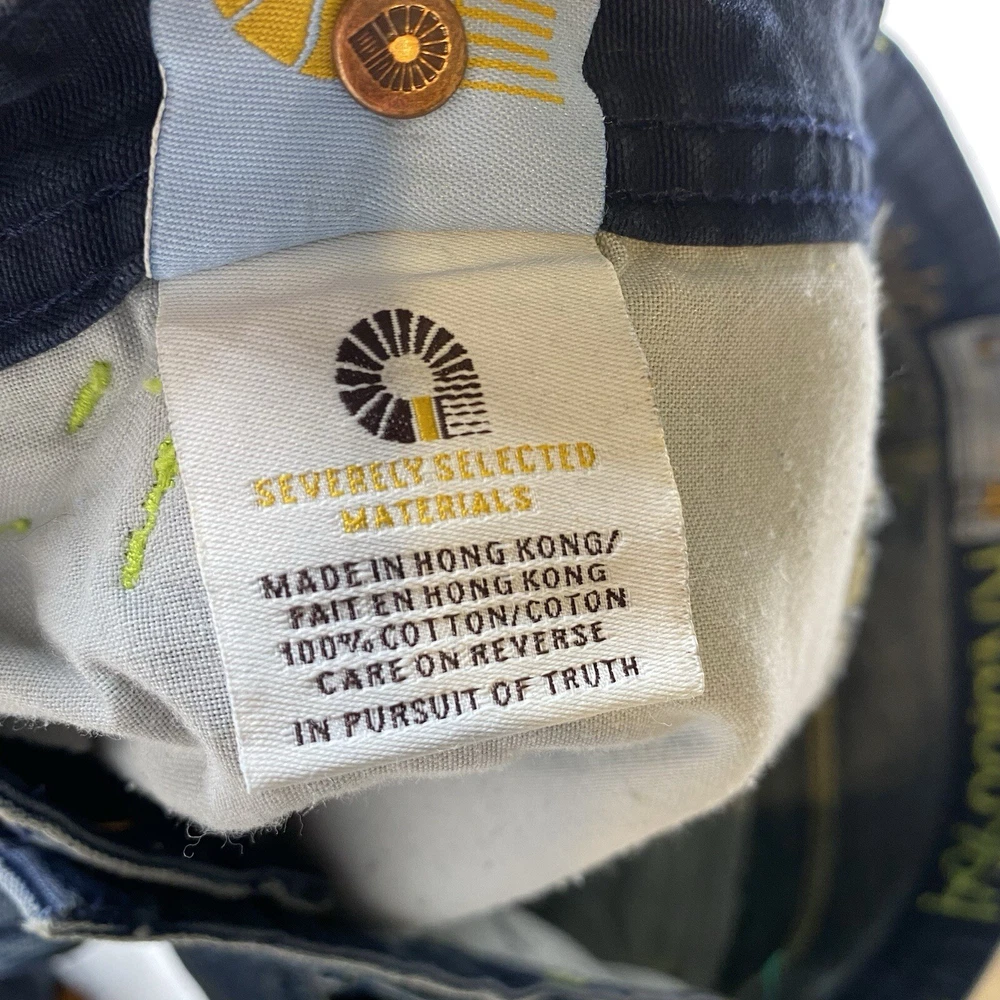 SEVERELY SELECTED
MATERIALS
MADE IN HONG KONG/
FAIT EN HONG KONG
100% COTTON/COTON
CARE ON REVERSE
IN PURSUIT OF TRUTH